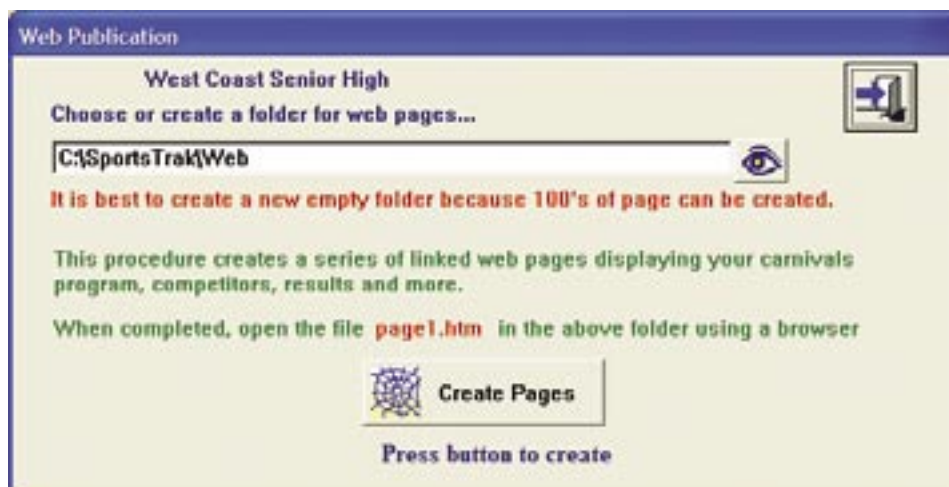 Web Publication
West Coast Senior High
Choose or create a folder for web pages...
C:\SportsTrak\Web
It is best to create a new empty folder because 100's of page can be created.
This procedure creates a series of linked web pages displaying your carnivals
program, competitors, results and more.
When completed, open the file page1.htm in the above folder using a browser
Create Pages
Press button to create